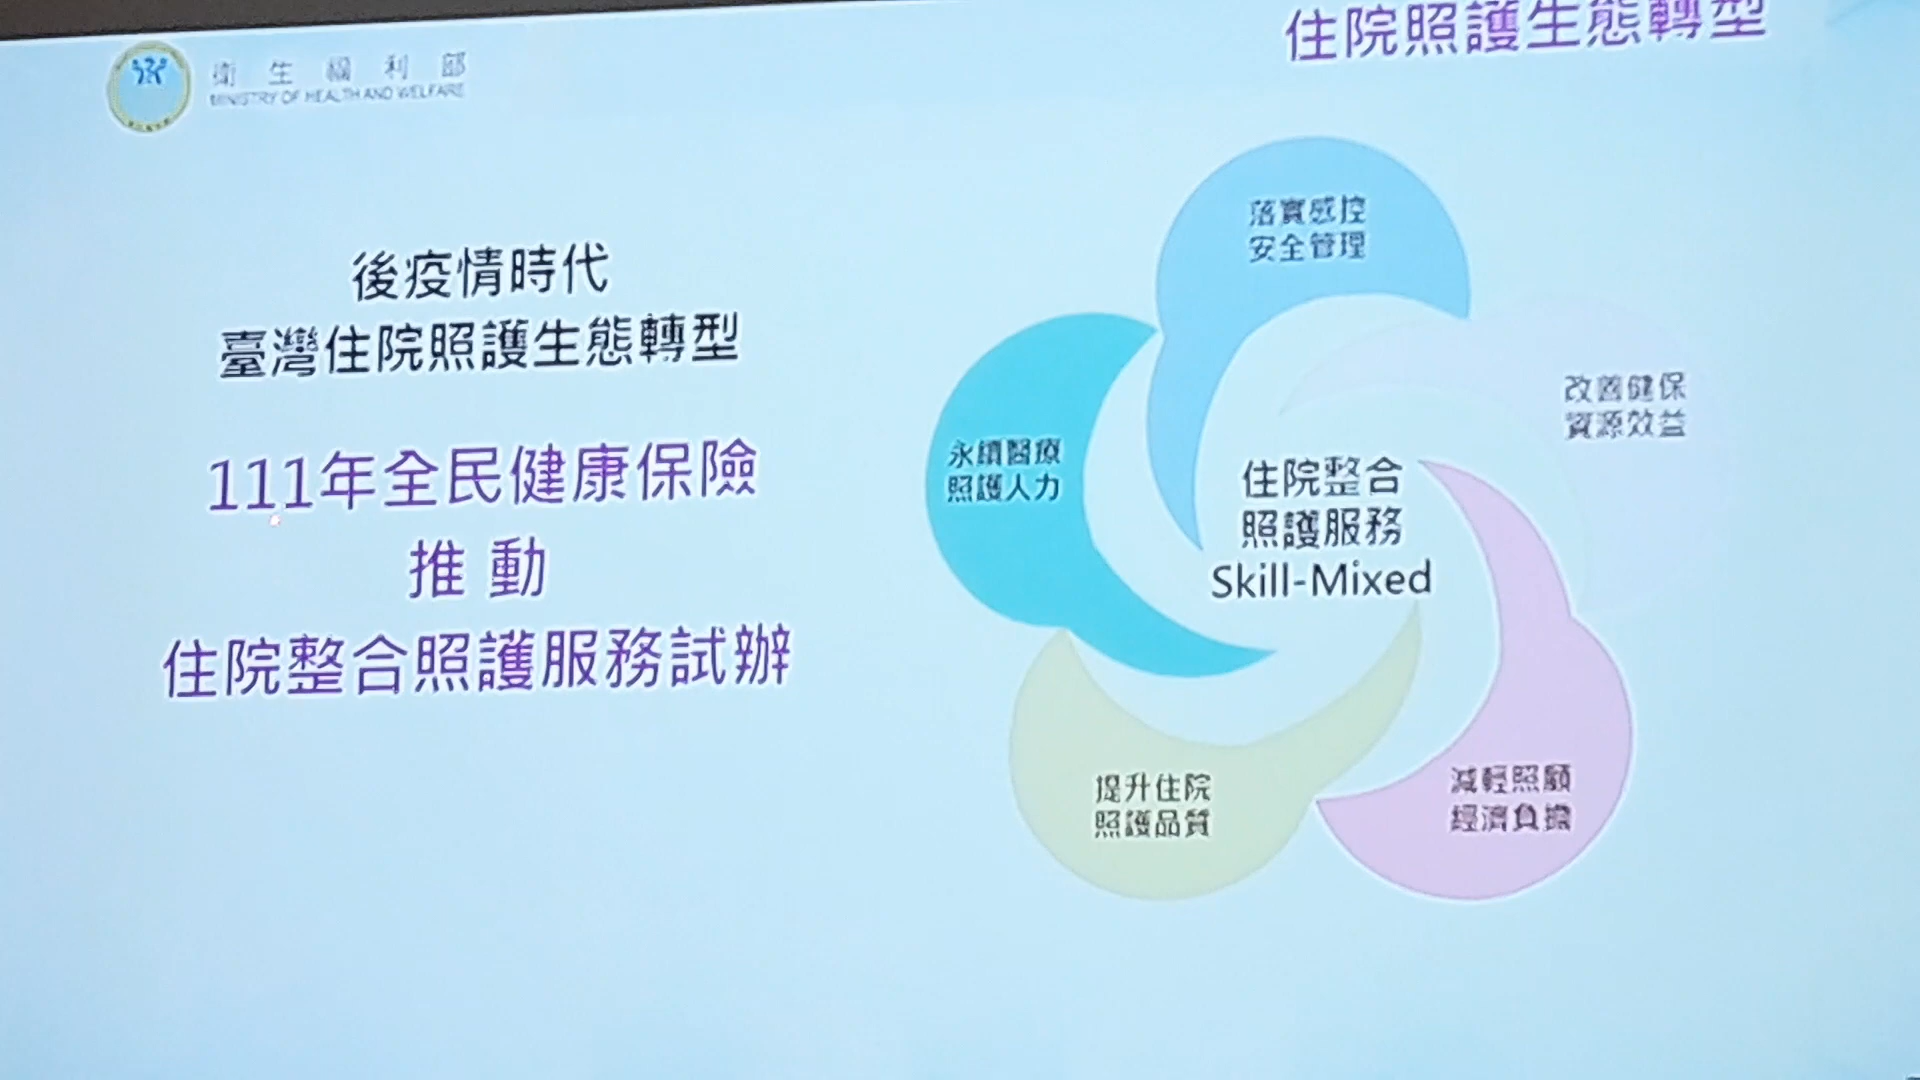 衛生福利部
MINISTRY OF HEALTH AND WELFARE
住院照護生態轉型
後疫情時代
臺灣住院照護生態轉型
111年全民健康保險
推動
住院整合照護服務試辦
落實感控
安全管理
改善健保
資源效益
永續醫療
照護人力
住院整合
照護服務
Skill-Mixed
提升住院
照護品質
減輕照顧
經濟負擔